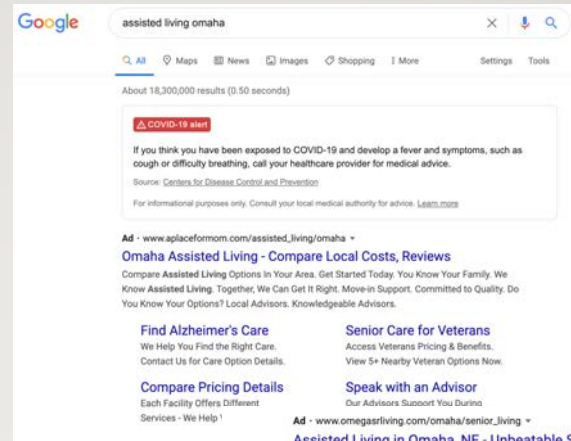 Google
assisted living omaha
All Maps News Images Shopping More Settings Tools
About 18,300,000 results (0.50 seconds)
COVID-19 alert
If you think you have been exposed to COVID-19 and develop a fever and symptoms, such as
cough or difficulty breathing, call your healthcare provider for medical advice.
Source: Centers for Disease Control and Prevention
For informational purposes only. Consult your local medical authority for advice. Learn more
Ad · www.aplaceformom.com/assisted_living/omaha
Omaha Assisted Living - Compare Local Costs, Reviews
Compare Assisted Living Options In Your Area. Get Started Today. You Know Your Family. We
Know Assisted Living. Together, We Can Get It Right. Move-in Support. Committed to Quality. Do
You Know Your Options? Local Advisors. Knowledgeable Advisors.
Find Alzheimer's Care
We Help You Find the Right Care.
Contact Us for Care Option Details.
Senior Care for Veterans
Access Veterans Pricing & Benefits.
View 5+ Nearby Veteran Options Now.
Compare Pricing Details
Each Facility Offers Different
Services - We Help
Speak with an Advisor
Our Advisors Support You During
Ad · www.omegasrliving.com/omaha/senior_living
Assisted Living in Omaha, NE - Unbeatable S